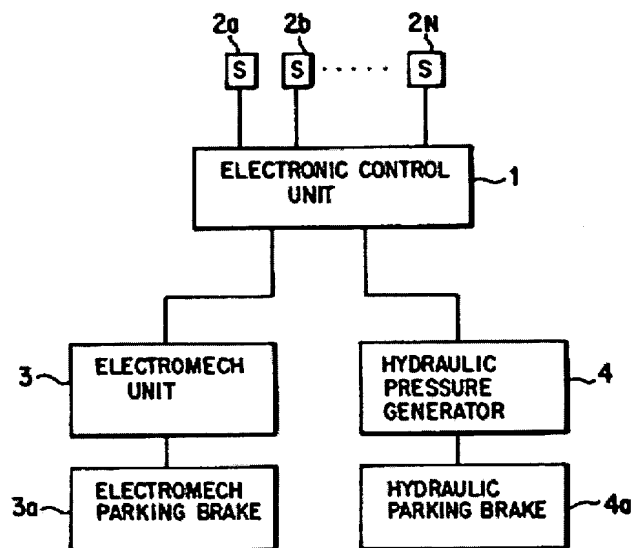 2a 2b 2N
S S ..... S
ELECTRONIC CONTROL
UNIT
1
3
ELECTROMECH
UNIT
HYDRAULIC
PRESSURE
GENERATOR
4
3a
ELECTROMECH
PARKING BRAKE
HYDRAULIC
PARKING BRAKE
4a